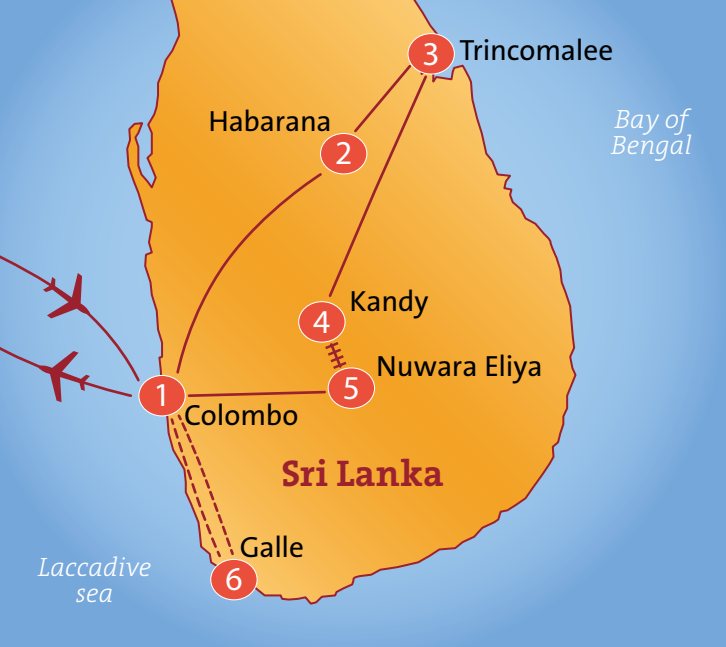 3 Trincomalee
Habarana
2
Bay of
Bengal
Kandy
4
Nuwara Eliya
5
1
Colombo
Sri Lanka
Galle
6
Laccadive
sea